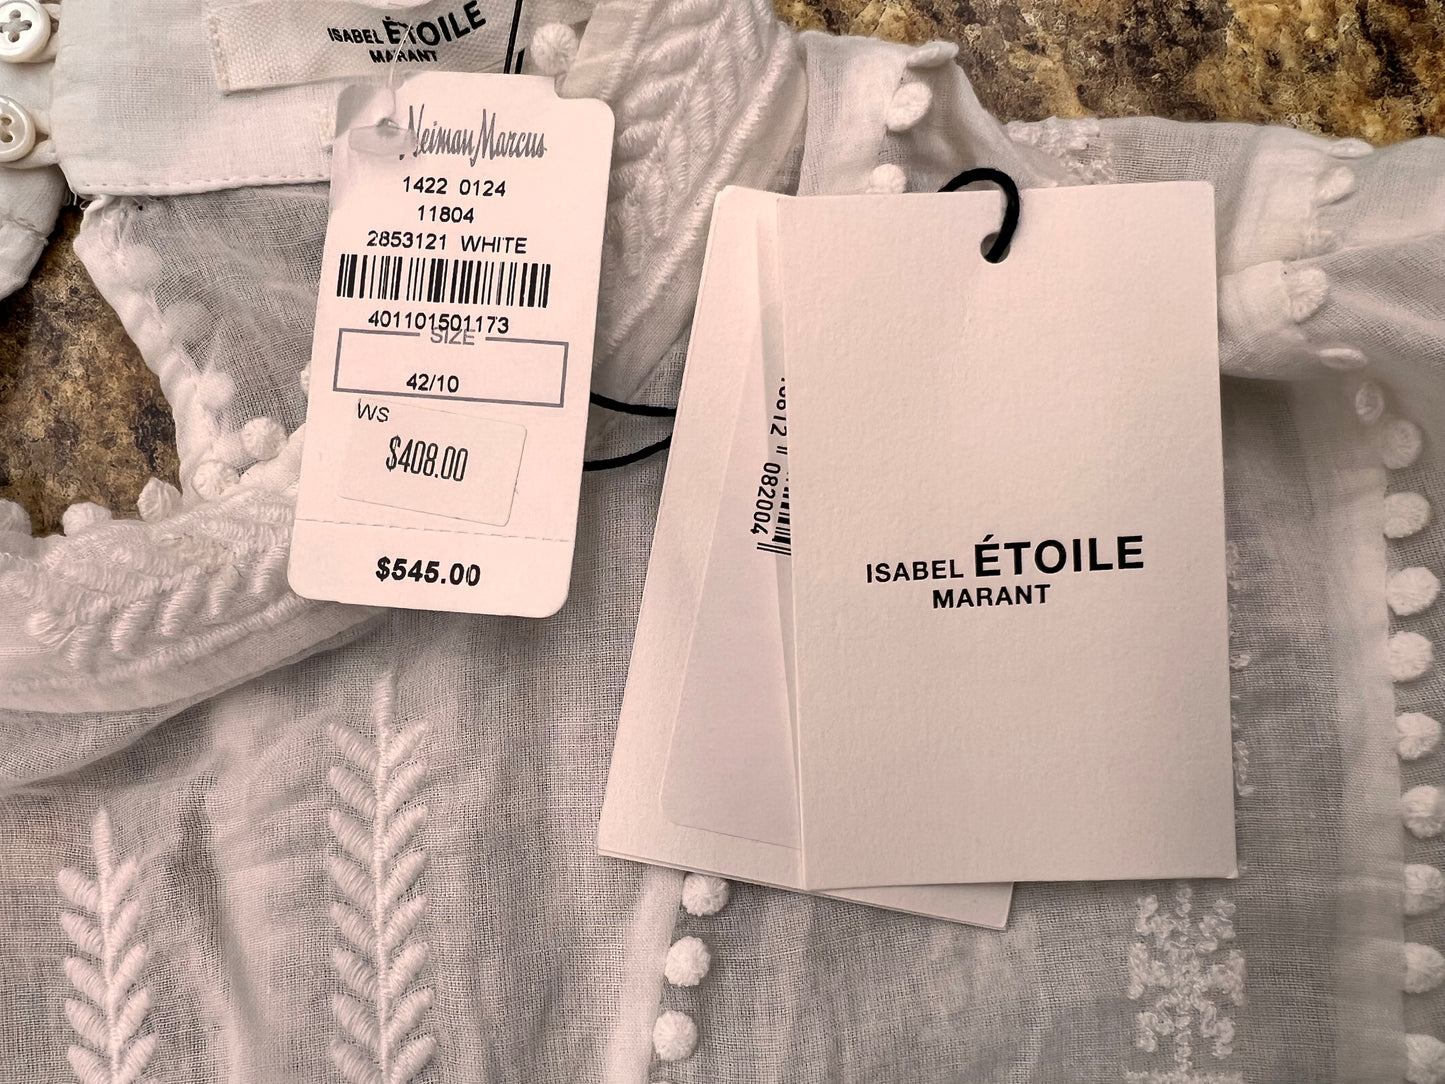 ISABEL ÉTOILE
MARANT
Neiman Marcus
1422 0124
11804
2853121 WHITE
401101501173
SIZE
42/10
WS
$408.00
$545.00
082004
ISABEL ÉTOILE
MARANT